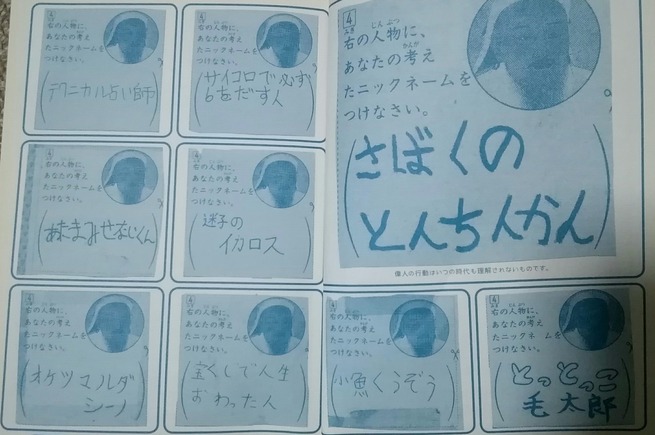 4
右の人物に、
あなたの考え
たニックネームを
つけなさい。
(テクニカル占い師)
4
右の人物に、
あなたの考え
たニックネームを
つけなさい。
(サイコロで必ず
6をだす人)
4
右の人物に、
あなたの考え
たニックネームを
つけなさい。
(さばくの
とんちんかん)
偉人の行動はいつの時代も理解されないものです。
4
右の人物に、
あなたの考え
たニックネームを
つけなさい。
(あたまみせないくん)
4
右の人物に、
あなたの考え
たニックネームを
つけなさい。
(迷子の
イカロス)
4
右の人物に、
あなたの考え
たニックネームを
つけなさい。
(オケツマルダ
シーノ)
4
右の人物に、
あなたの考え
たニックネームを
つけなさい。
(宝くじで人生
おわった人)
4
右の人物に、
あなたの考え
たニックネームを
つけなさい。
(小魚くうぞう)
4
右の人物に、
あなたの考え
たニックネームを
つけなさい。
(とっとっこ
毛太郎)